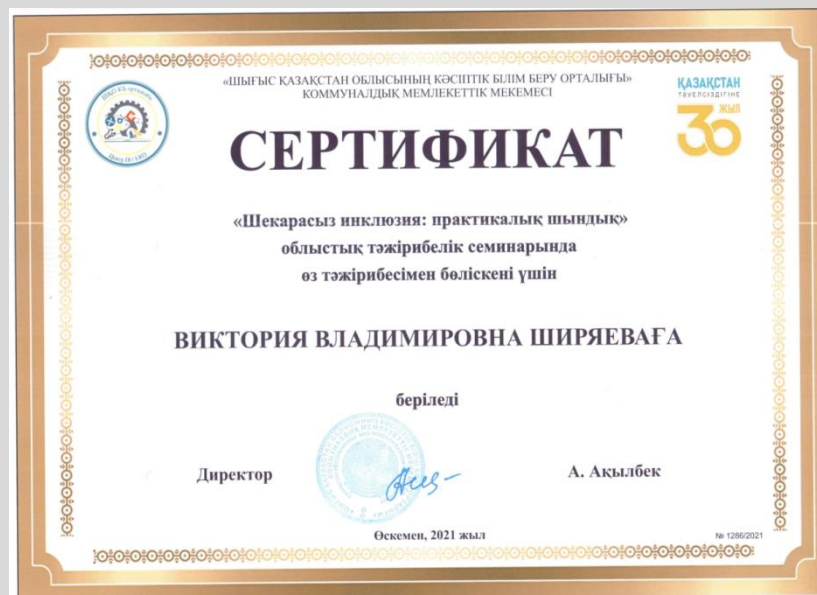 «ШЫҒЫС ҚАЗАҚСТАН ОБЛЫСЫНЫҢ КӘСІПТІК БІЛІМ БЕРУ ОРТАЛЫҒЫ»
КОММУНАЛДЫҚ МЕМЛЕКЕТТІК МЕКЕМЕСІ
ҚАЗАҚСТАН
ТӘУЕЛСІЗДІГІНЕ
30 ЖЫЛ
СЕРТИФИКАТ
«Шекарасыз инклюзия: практикалық шындық»
облыстық тәжірибелік семинарында
өз тәжірибесімен бөліскені үшін
ВИКТОРИЯ ВЛАДИМИРОВНА ШИРЯЕВАҒА
беріледі
Директор
А. Ақылбек
Өскемен, 2021 жыл
№ 1286/2021